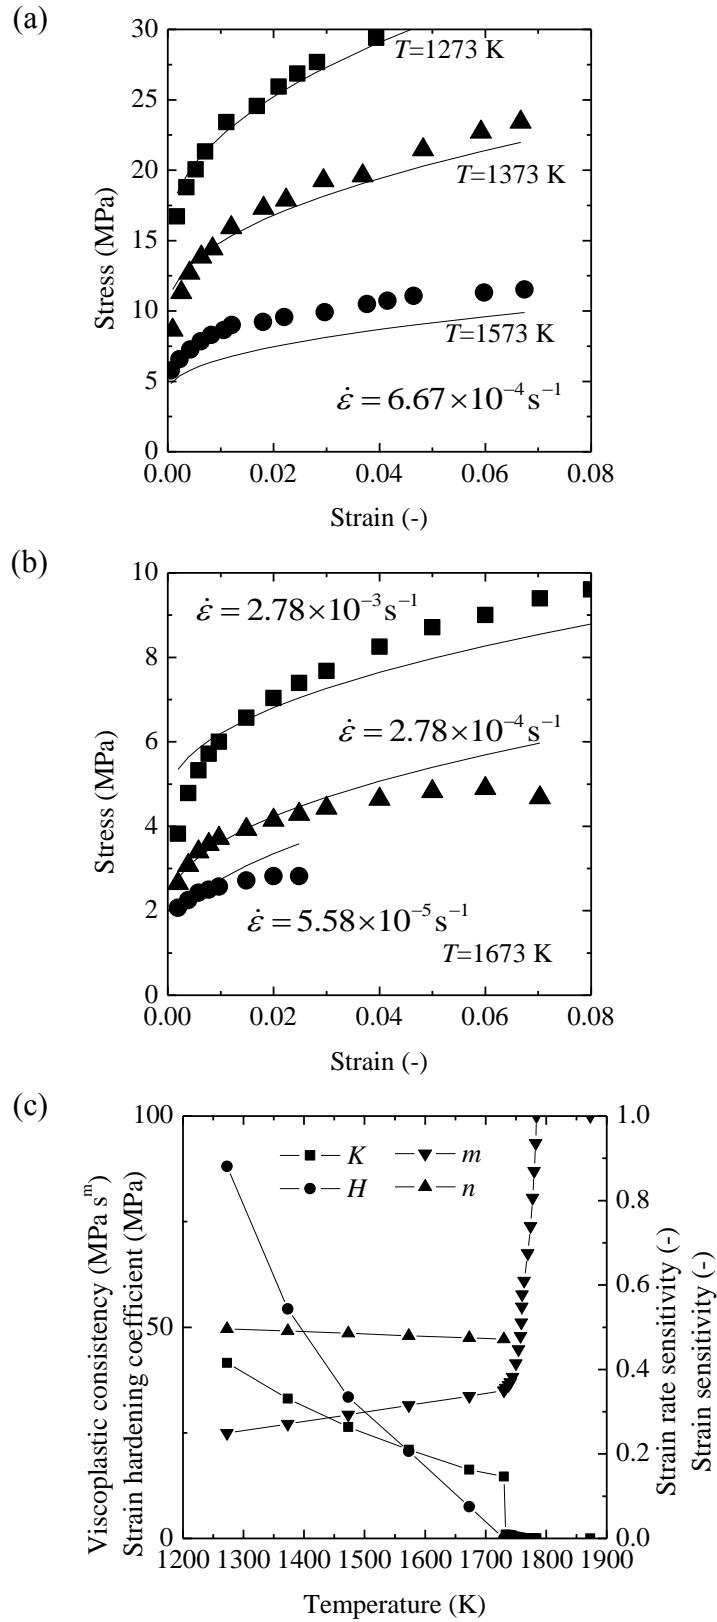 (a)
30
25
20
15
10
5
0
Stress (MPa)
T=1273 K
T=1373 K
T=1573 K
ε̇ = 6.67×10⁻⁴ s⁻¹
0.00 0.02 0.04 0.06 0.08
Strain (-)
(b)
10
8
6
4
2
0
Stress (MPa)
ε̇ = 2.78×10⁻³ s⁻¹
ε̇ = 2.78×10⁻⁴ s⁻¹
ε̇ = 5.58×10⁻⁵ s⁻¹
T=1673 K
0.00 0.02 0.04 0.06 0.08
Strain (-)
(c)
100
50
0
Viscoplastic consistency (MPa sᵐ)
Strain hardening coefficient (MPa)
K m
H n
1.0
0.8
0.6
0.4
0.2
0.0
Strain rate sensitivity (-)
Strain sensitivity (-)
1200 1300 1400 1500 1600 1700 1800 1900
Temperature (K)